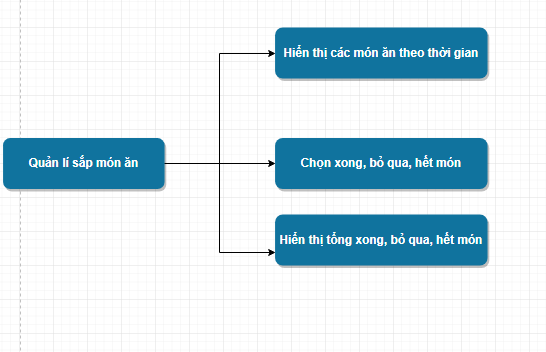 Hiển thị các món ăn theo thời gian
Quản lí sắp món ăn
Chọn xong, bỏ qua, hết món
Hiển thị tổng xong, bỏ qua, hết món